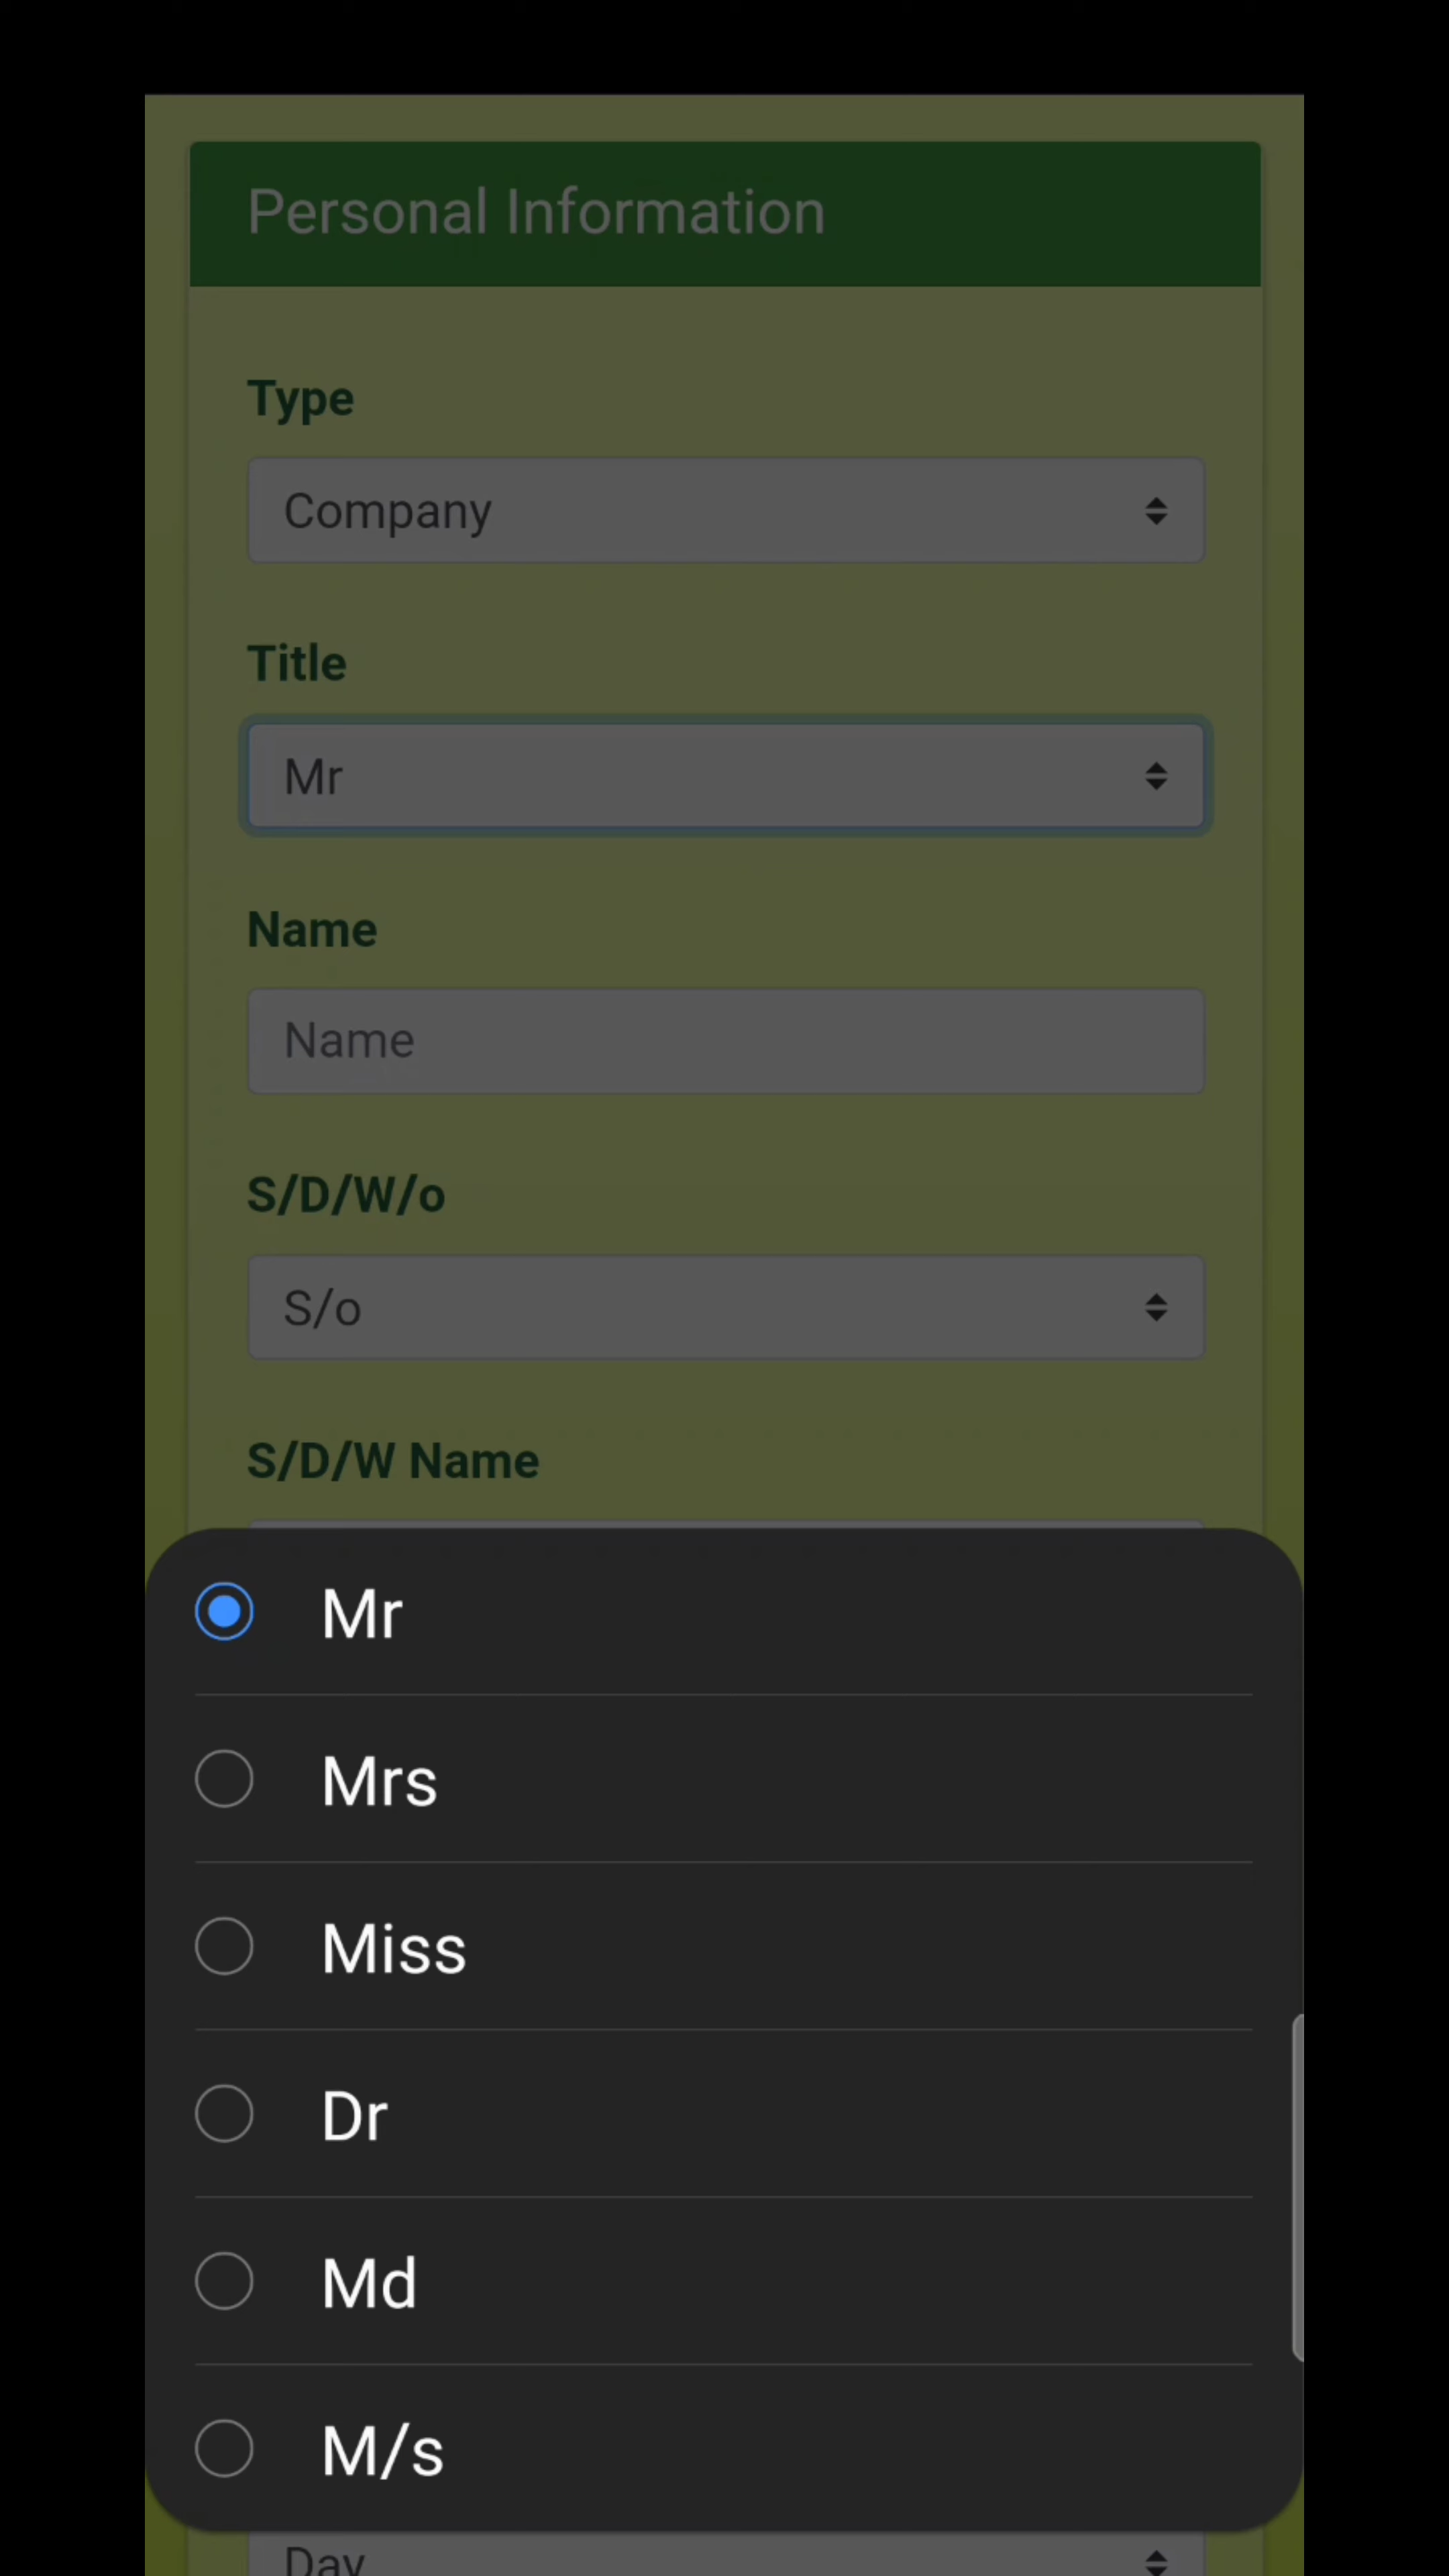 Personal Information
Type
Company
Title
Mr
Name
Name
S/D/W/o
S/o
S/D/W Name
Mr
Mrs
Miss
Dr
Md
M/s
Day